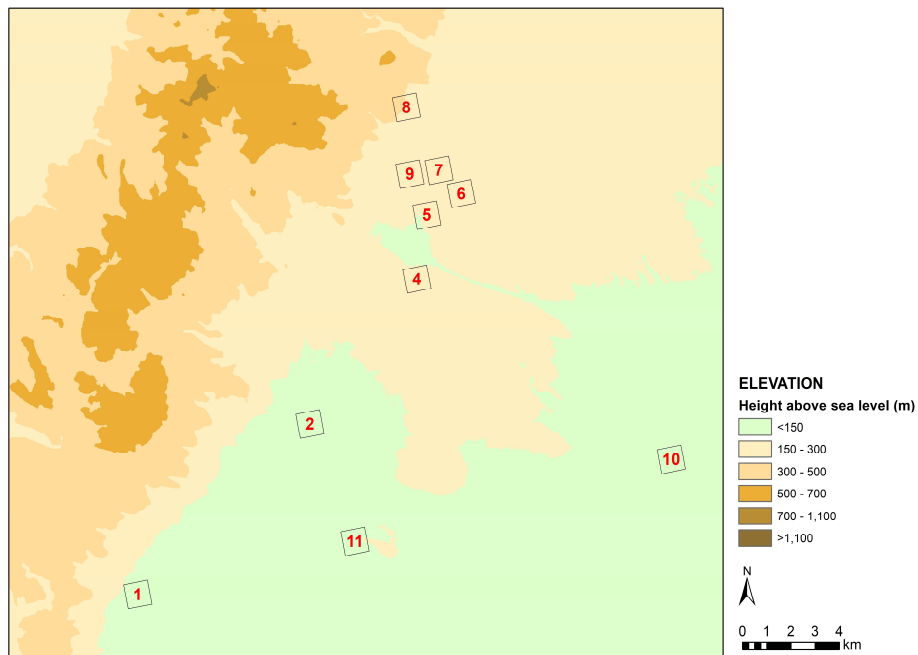 8
9 7
6
5
4
2
10
11
1
ELEVATION
Height above sea level (m)
<150
150 - 300
300 - 500
500 - 700
700 - 1,100
>1,100
N
0 1 2 3 4
km